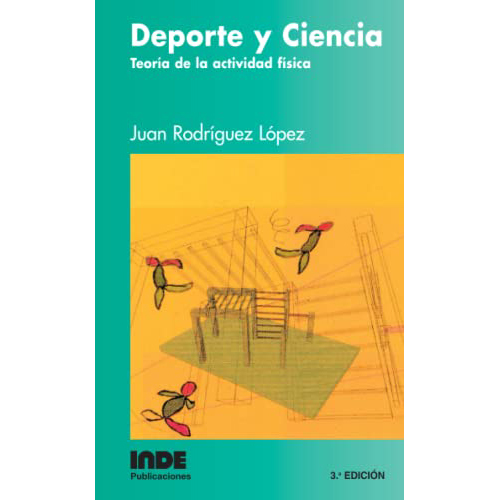 Deporte y Ciencia
Teoría de la actividad física
Juan Rodríguez López
INDE
Publicaciones
3.ª EDICIÓN